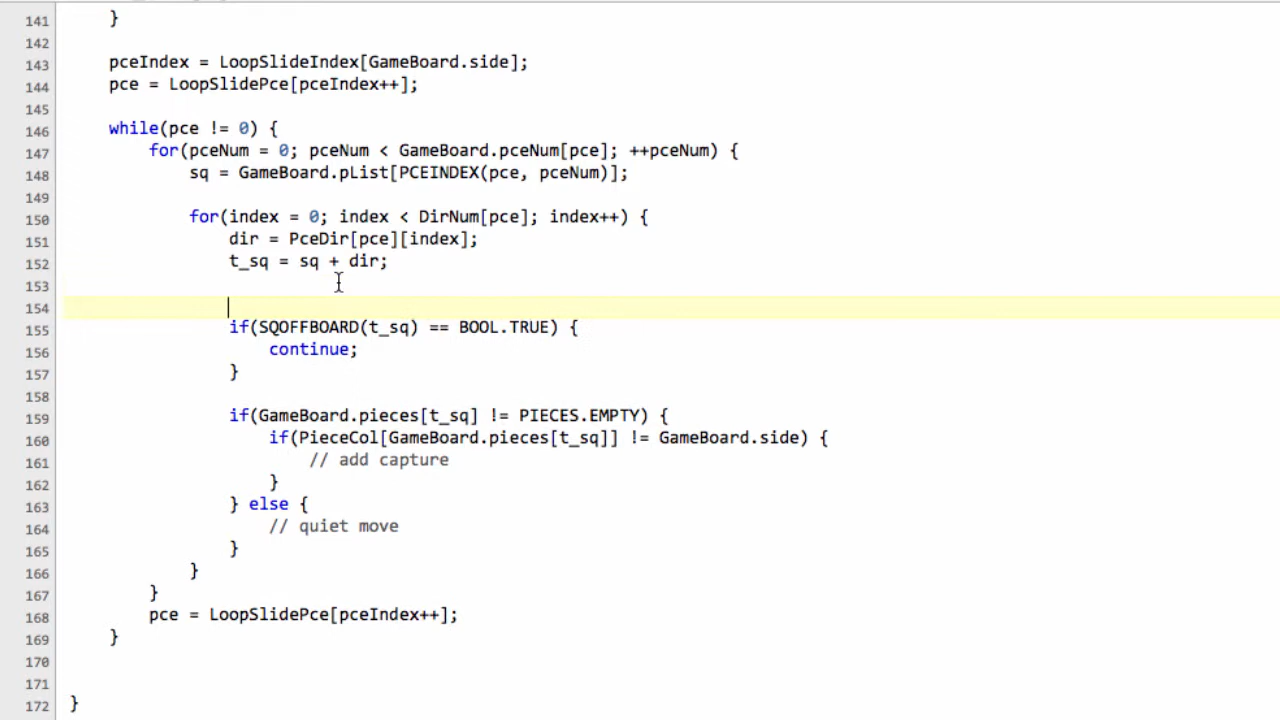 141 }
142
143 pceIndex = LoopSlideIndex[GameBoard.side];
144 pce = LoopSlidePce[pceIndex++];
145
146 while(pce != 0) {
147 for(pceNum = 0; pceNum < GameBoard.pceNum[pce]; ++pceNum) {
148 sq = GameBoard.pList[PCEINDEX(pce, pceNum)];
149
150 for(index = 0; index < DirNum[pce]; index++) {
151 dir = PceDir[pce][index];
152 t_sq = sq + dir;
153
154
155 if(SQOFFBOARD(t_sq) == BOOL.TRUE) {
156 continue;
157 }
158
159 if(GameBoard.pieces[t_sq] != PIECES.EMPTY) {
160 if(PieceCol[GameBoard.pieces[t_sq]] != GameBoard.side) {
161 // add capture
162 }
163 } else {
164 // quiet move
165 }
166 }
167 }
168 pce = LoopSlidePce[pceIndex++];
169 }
170
171
172 }